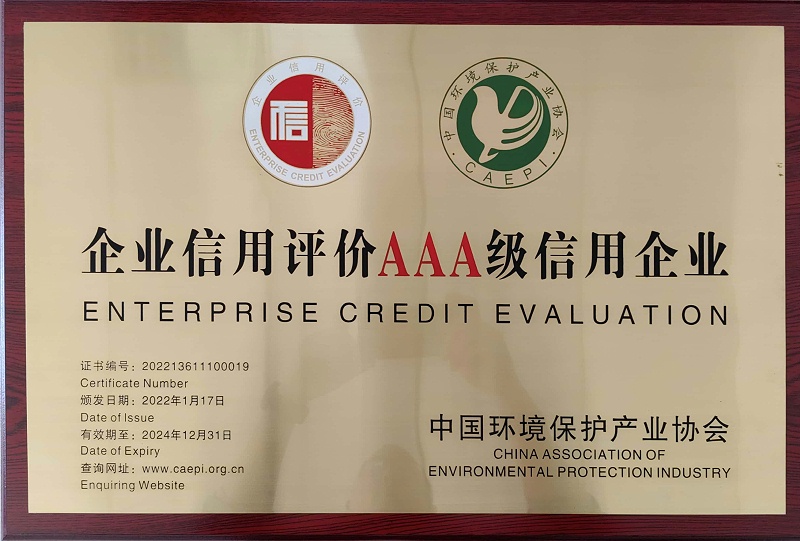 企业信用评价
信
ENTERPRISE CREDIT EVALUATION
中国环境保护产业协会
·CAEPI·
企业信用评价AAA级信用企业
ENTERPRISE CREDIT EVALUATION
证书编号：202213611100019
Certificate Number
颁发日期：2022年1月17日
Date of Issue
有效期至：2024年12月31日
Date of Expiry
查询网址：www.caepi.org.cn
Enquiring Website
中国环境保护产业协会
CHINA ASSOCIATION OF
ENVIRONMENTAL PROTECTION INDUSTRY